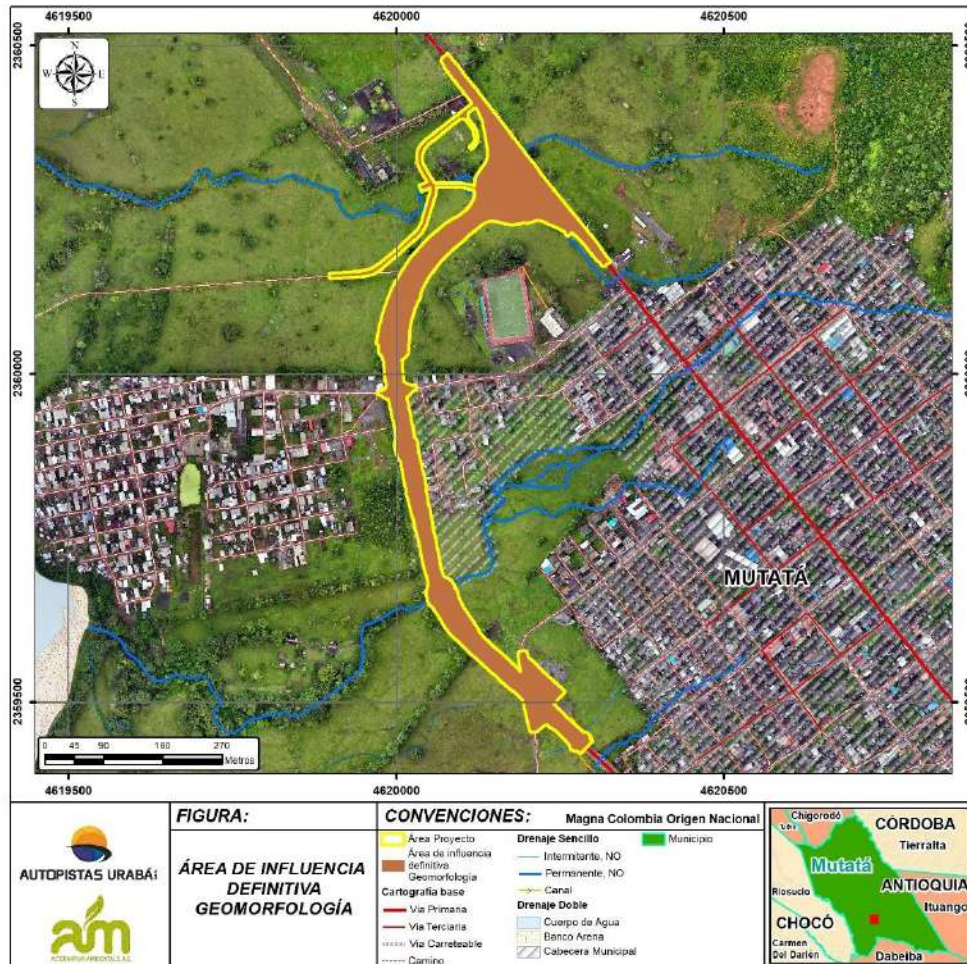 4619500
4620000
4620500
2360500
N
W
E
S
2360000
2359500
MUTATÁ
0 45 90 180 270
Metros
4619500
4620000
4620500
FIGURA:
ÁREA DE INFLUENCIA
DEFINITIVA
GEOMORFOLOGÍA
AUTOPISTAS URABÁ
aim
CONVENCIONES:
Magna Colombia Origen Nacional
Área Proyecto
Área de influencia
definitiva
Geomorfología
Cartografía base
Vía Primaria
Vía Terciaria
Vía Carreteable
Camino
Drenaje Sencillo
Intermitente, NO
Permanente, NO
Canal
Drenaje Doble
Cuerpo de Agua
Banco Arena
Cabecera Municipal
Municipio
Chigorodó
CÓRDOBA
Tierralta
Mutatá
Riosucio
ANTIOQUIA
Ituango
CHOCÓ
Carmen
Del Darién
Dabeiba